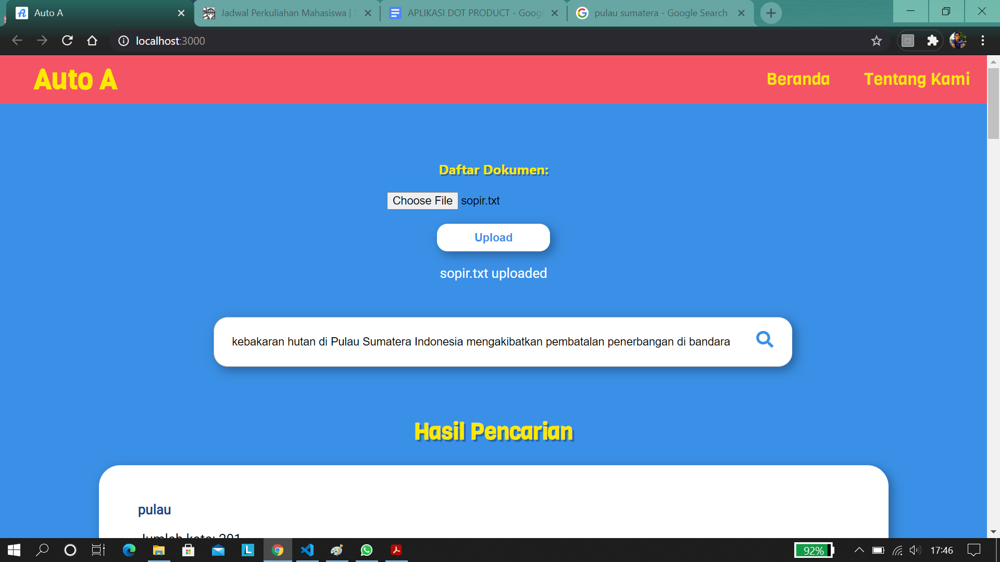 Auto A
Jadwal Perkuliahan Mahasiswa | S
APLIKASI DOT PRODUCT - Googl
pulau sumatera - Google Search
localhost:3000
Auto A
Beranda
Tentang Kami
Daftar Dokumen:
Choose File sopir.txt
Upload
sopir.txt uploaded
kebakaran hutan di Pulau Sumatera Indonesia mengakibatkan pembatalan penerbangan di bandara
Hasil Pencarian
pulau
Jumlah kata: 201
92%
17:46